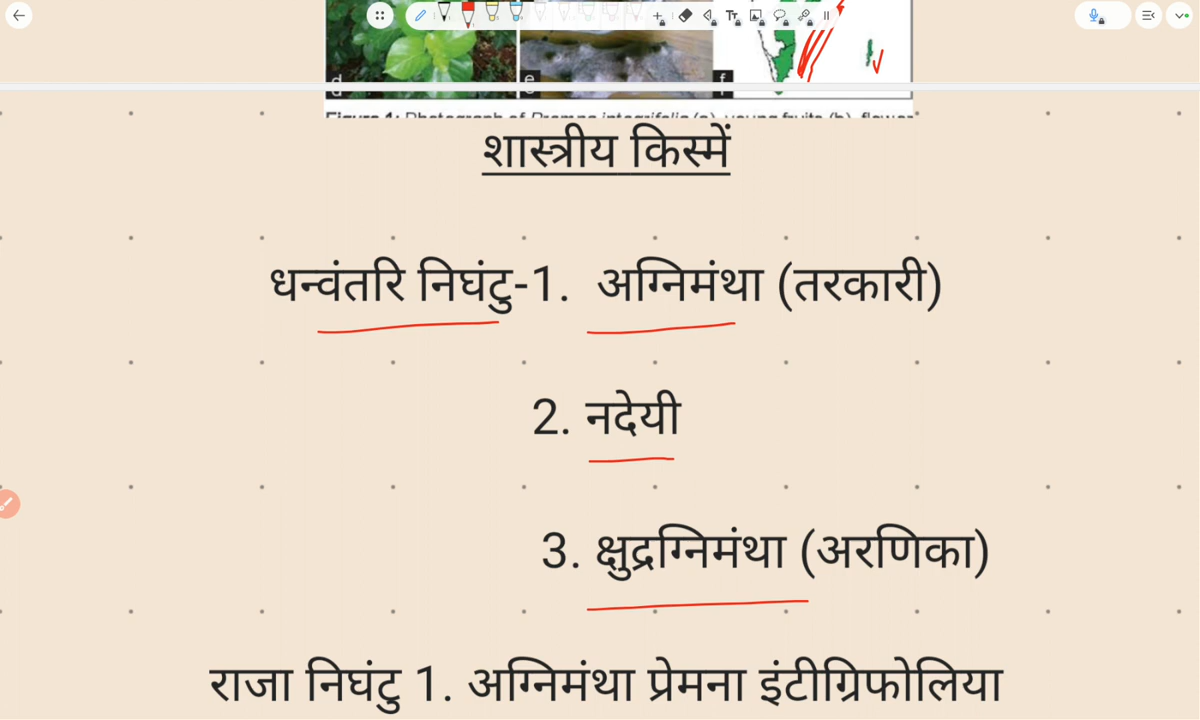 d e f
शास्त्रीय किस्में
धन्वंतरि निघंटु-1. अग्निमंथा (तरकारी)
2. नदेयी
3. क्षुद्रग्निमंथा (अरणिका)
राजा निघंटु 1. अग्निमंथा प्रेमना इंटीग्रिफोलिया